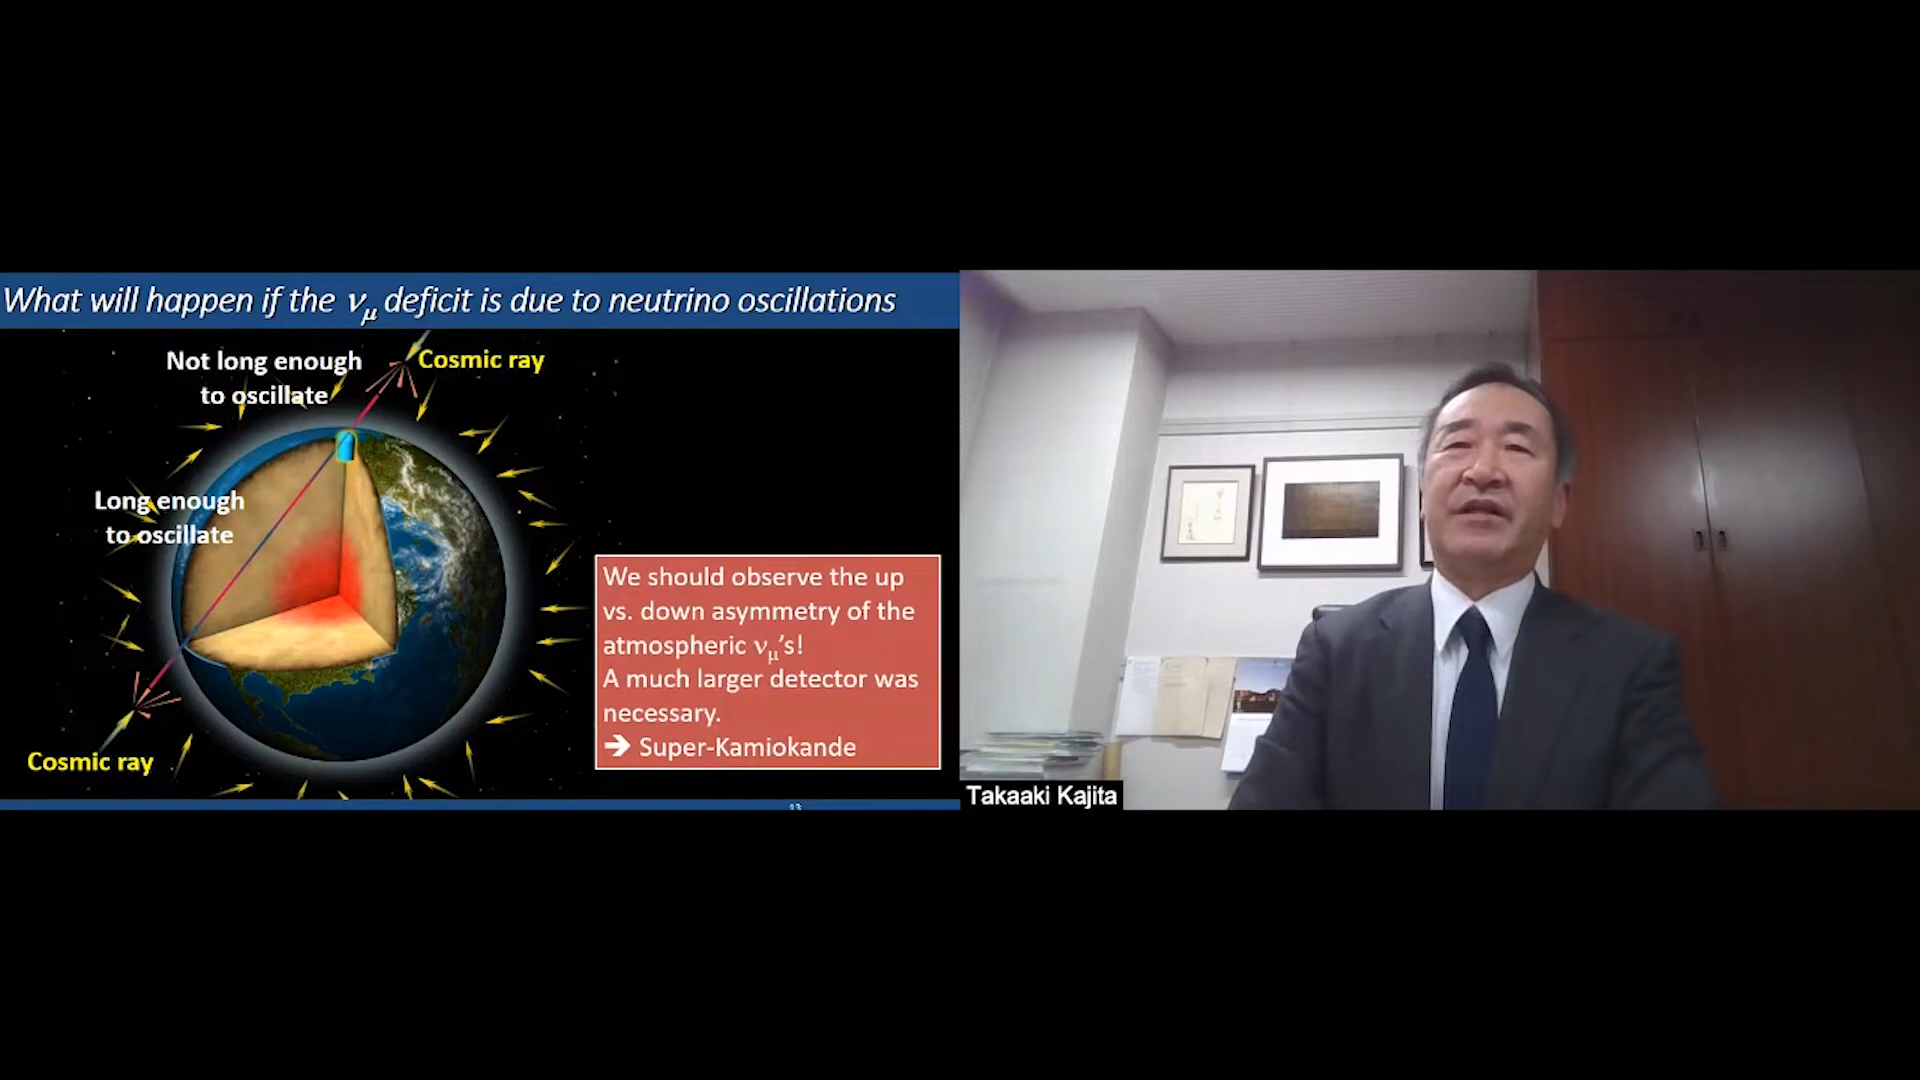 What will happen if the νμ deficit is due to neutrino oscillations
Not long enough
to oscillate
Cosmic ray
Long enough
to oscillate
We should observe the up
vs. down asymmetry of the
atmospheric νμ's!
A much larger detector was
necessary.
➔ Super-Kamiokande
Cosmic ray
13
Takaaki Kajita